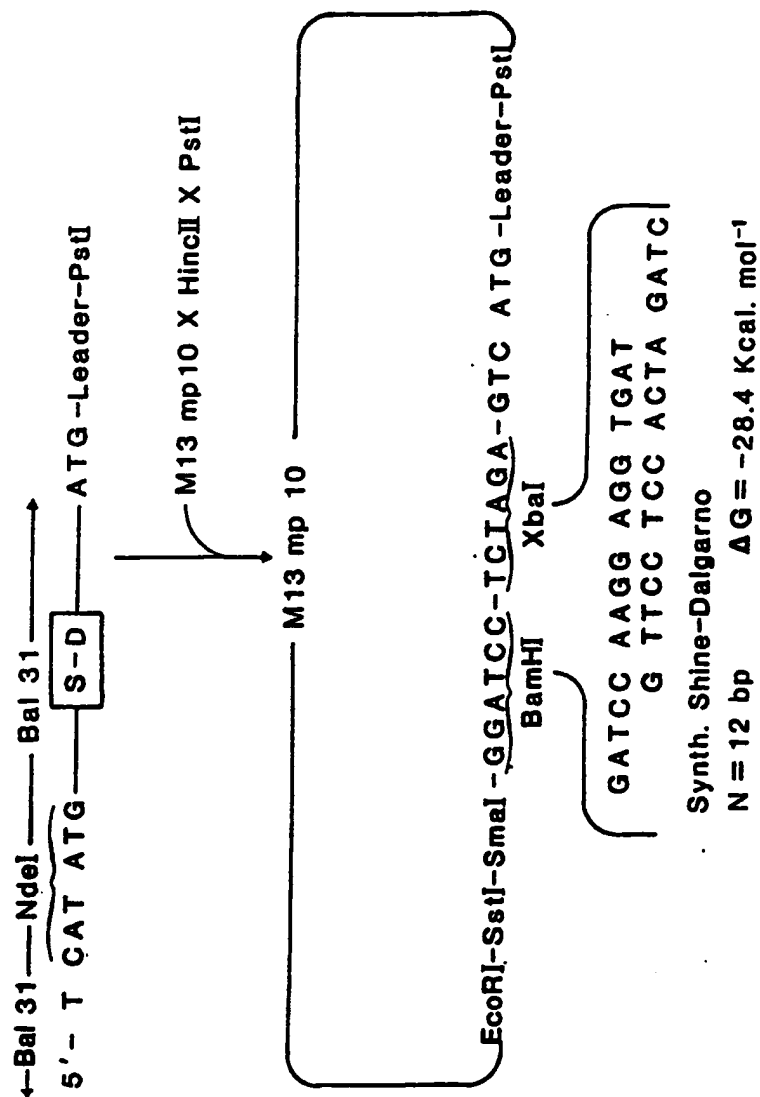 Bal 31—NdeI—Bal 31
5'- T CAT ATG—S-D—ATG-Leader-PstI
M13 mp10 X HincII X PstI
M13 mp 10
EcoRI-SstI-SmaI-GGATCC-TCTAGA-GTC ATG-Leader-PstI
BamHI XbaI
GATCC AAGG AGG TGAT
G TTCC TCC ACTA GATC
Synth. Shine-Dalgarno
N = 12 bp ΔG = -28.4 Kcal. mol⁻¹